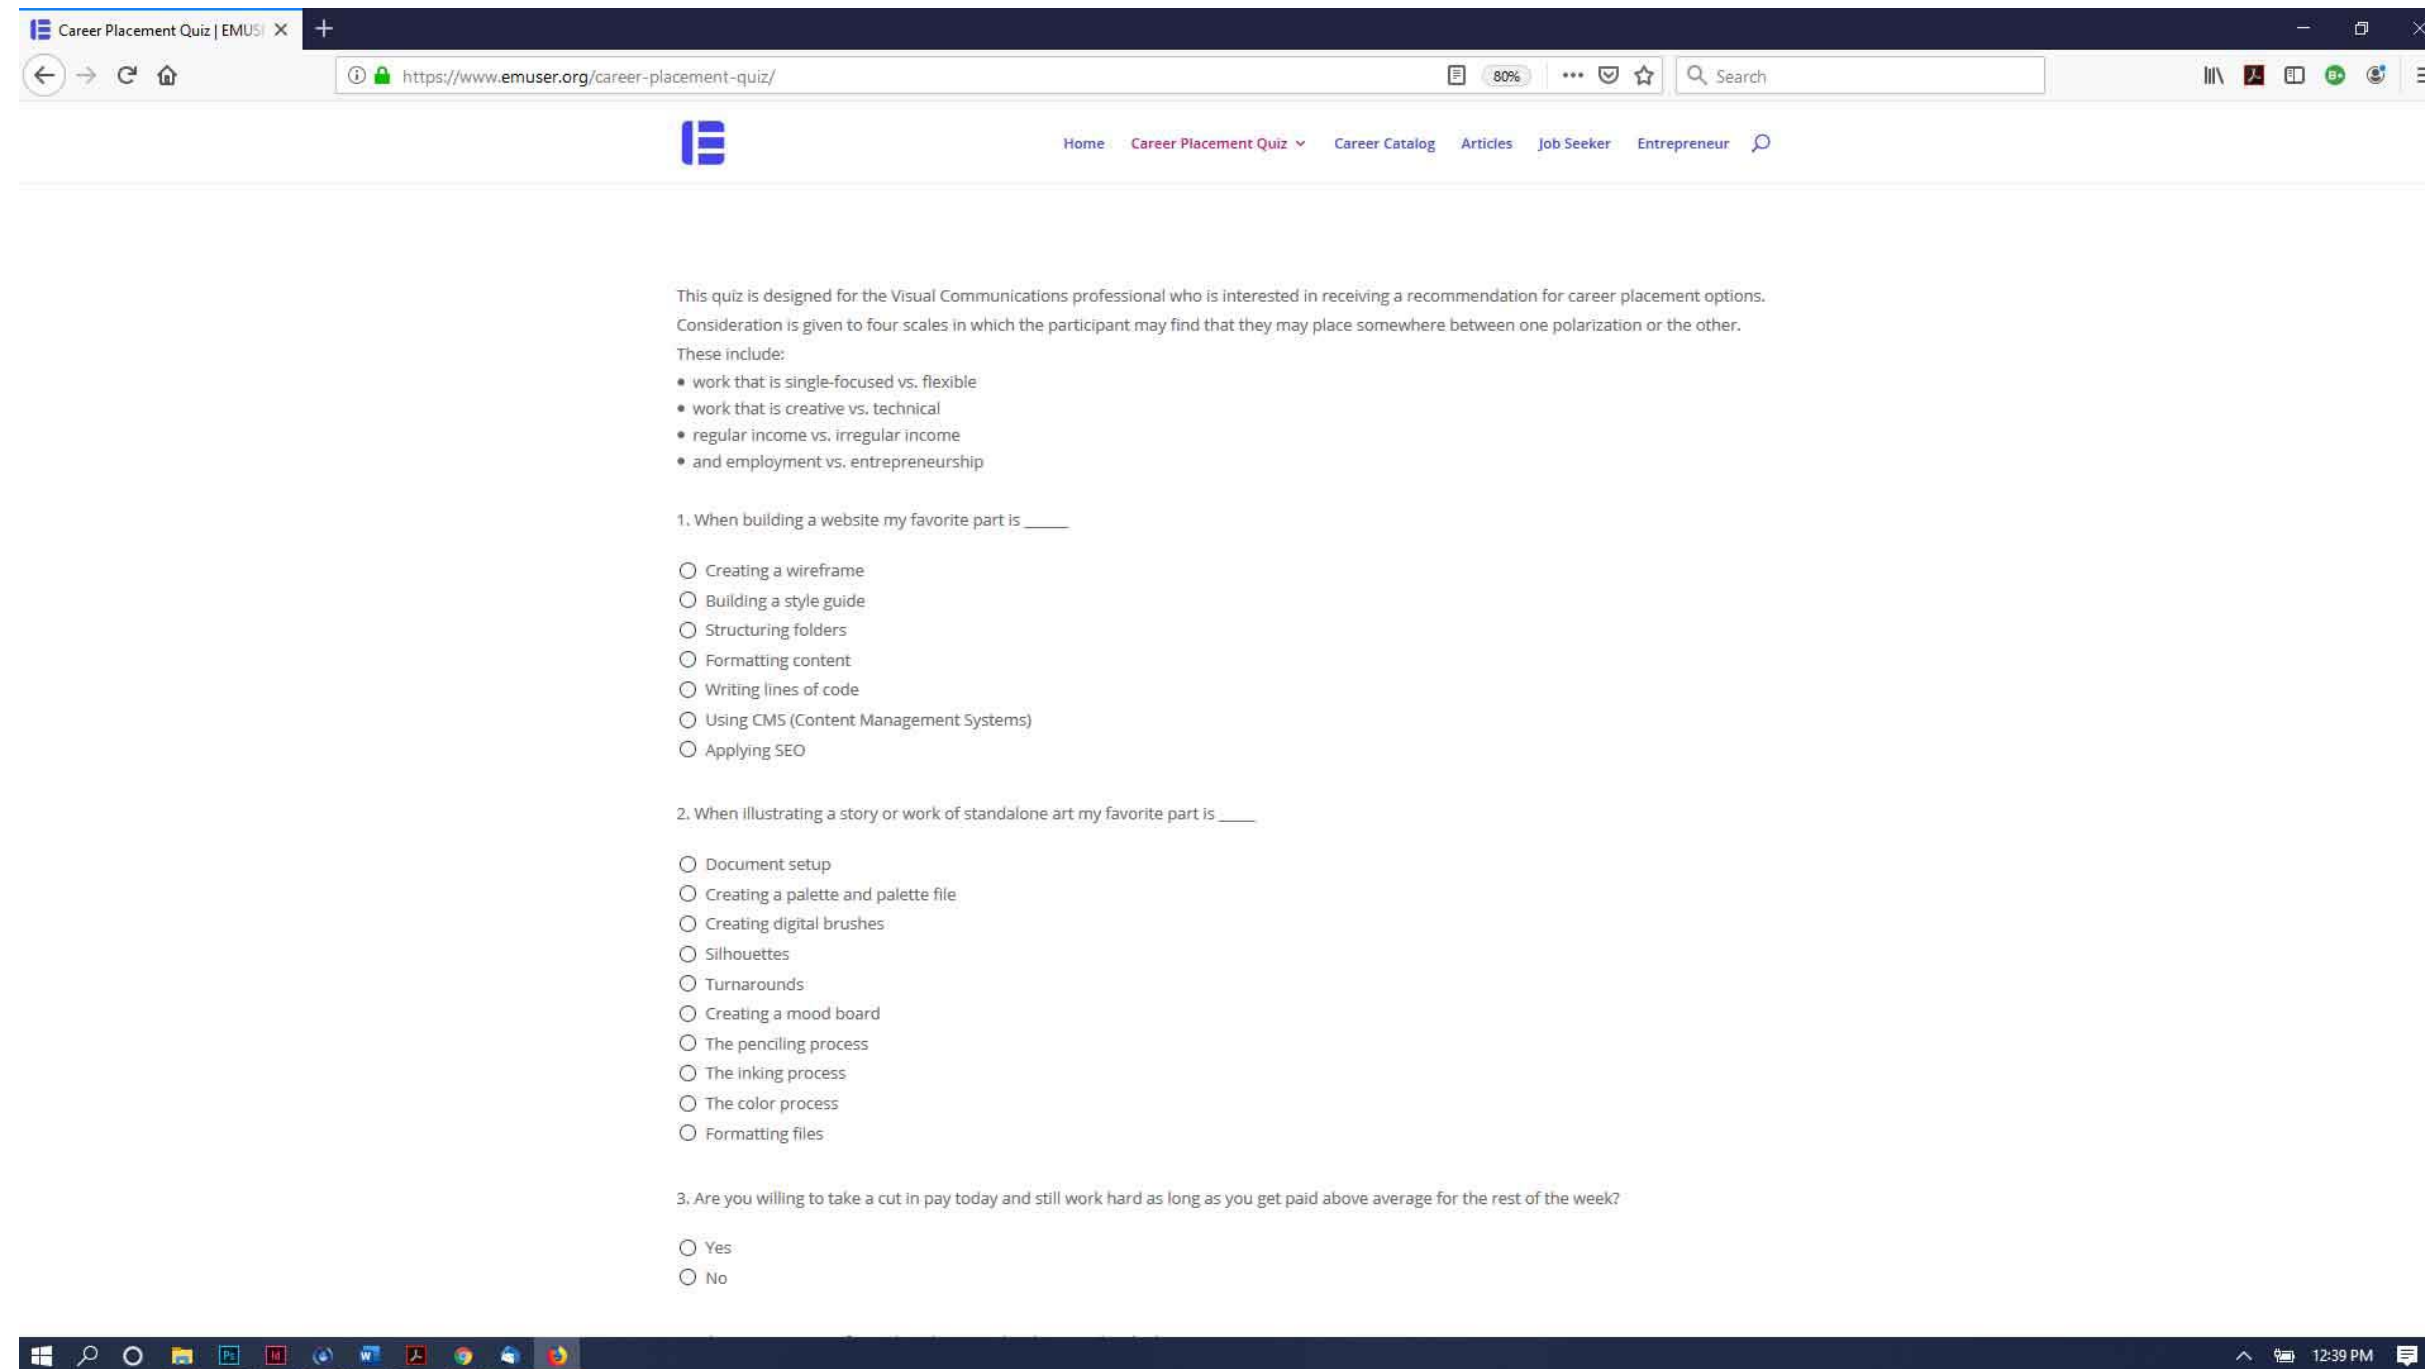 Career Placement Quiz | EMUS
https://www.emuser.org/career-placement-quiz/
80%
Search
Home Career Placement Quiz Career Catalog Articles Job Seeker Entrepreneur
This quiz is designed for the Visual Communications professional who is interested in receiving a recommendation for career placement options.
Consideration is given to four scales in which the participant may find that they may place somewhere between one polarization or the other.
These include:
• work that is single-focused vs. flexible
• work that is creative vs. technical
• regular income vs. irregular income
• and employment vs. entrepreneurship
1. When building a website my favorite part is ______
Creating a wireframe
Building a style guide
Structuring folders
Formatting content
Writing lines of code
Using CMS (Content Management Systems)
Applying SEO
2. When illustrating a story or work of standalone art my favorite part is _____
Document setup
Creating a palette and palette file
Creating digital brushes
Silhouettes
Turnarounds
Creating a mood board
The penciling process
The inking process
The color process
Formatting files
3. Are you willing to take a cut in pay today and still work hard as long as you get paid above average for the rest of the week?
Yes
No
Ps Id W
12:39 PM